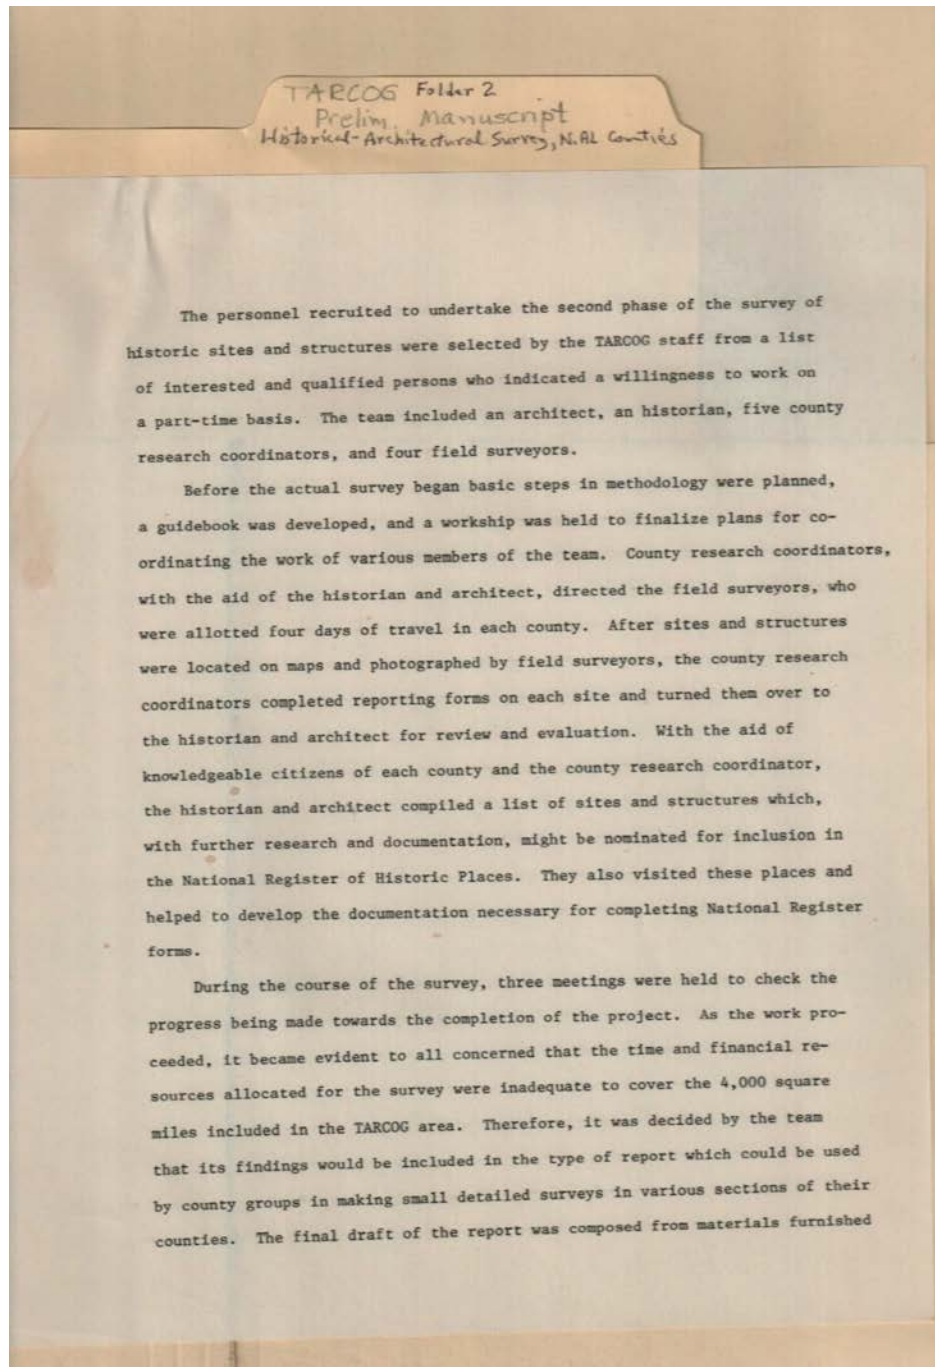 TARCOG Folder 2
Prelim. Manuscript
Historical-Architectural Survey, N.AL Counties
The personnel recruited to undertake the second phase of the survey of
historic sites and structures were selected by the TARCOG staff from a list
of interested and qualified persons who indicated a willingness to work on
a part-time basis. The team included an architect, an historian, five county
research coordinators, and four field surveyors.
Before the actual survey began basic steps in methodology were planned,
a guidebook was developed, and a workship was held to finalize plans for co-
ordinating the work of various members of the team. County research coordinators,
with the aid of the historian and architect, directed the field surveyors, who
were allotted four days of travel in each county. After sites and structures
were located on maps and photographed by field surveyors, the county research
coordinators completed reporting forms on each site and turned them over to
the historian and architect for review and evaluation. With the aid of
knowledgeable citizens of each county and the county research coordinator,
the historian and architect compiled a list of sites and structures which,
with further research and documentation, might be nominated for inclusion in
the National Register of Historic Places. They also visited these places and
helped to develop the documentation necessary for completing National Register
forms.
During the course of the survey, three meetings were held to check the
progress being made towards the completion of the project. As the work pro-
ceeded, it became evident to all concerned that the time and financial re-
sources allocated for the survey were inadequate to cover the 4,000 square
miles included in the TARCOG area. Therefore, it was decided by the team
that its findings would be included in the type of report which could be used
by county groups in making small detailed surveys in various sections of their
counties. The final draft of the report was composed from materials furnished